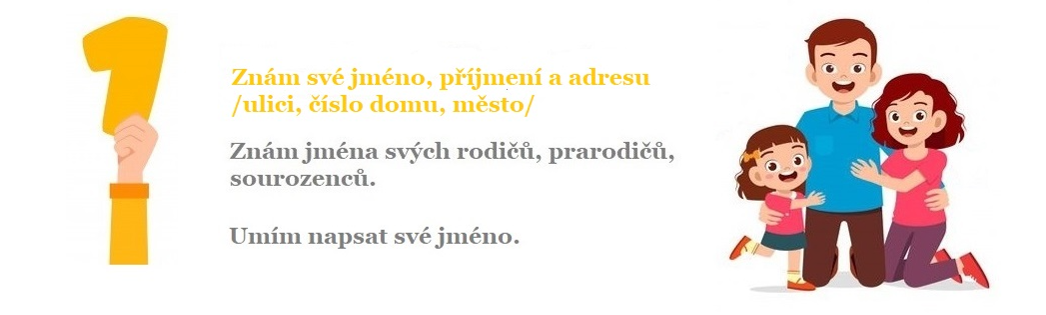 1
Znám své jméno, příjmení a adresu
/ulici, číslo domu, město/
Znám jména svých rodičů, prarodičů,
sourozenců.
Umím napsat své jméno.